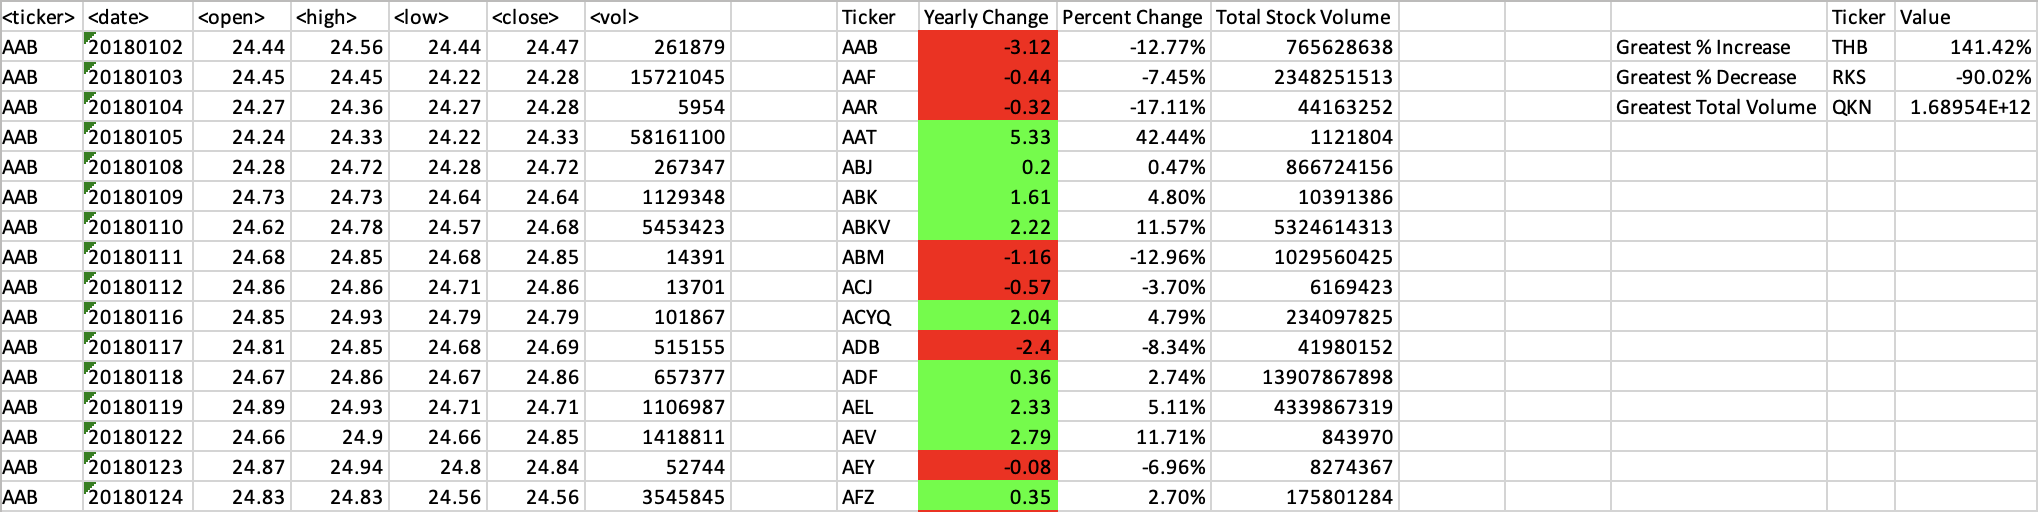 <ticker> <date> <open> <high> <low> <close> <vol> Ticker Yearly Change Percent Change Total Stock Volume Ticker Value
AAB 20180102 24.44 24.56 24.44 24.47 261879 AAB -3.12 -12.77% 765628638 Greatest % Increase THB 141.42%
AAB 20180103 24.45 24.45 24.22 24.28 15721045 AAF -0.44 -7.45% 2348251513 Greatest % Decrease RKS -90.02%
AAB 20180104 24.27 24.36 24.27 24.28 5954 AAR -0.32 -17.11% 44163252 Greatest Total Volume QKN 1.68954E+12
AAB 20180105 24.24 24.33 24.22 24.33 58161100 AAT 5.33 42.44% 1121804
AAB 20180108 24.28 24.72 24.28 24.72 267347 ABJ 0.2 0.47% 866724156
AAB 20180109 24.73 24.73 24.64 24.64 1129348 ABK 1.61 4.80% 10391386
AAB 20180110 24.62 24.78 24.57 24.68 5453423 ABKV 2.22 11.57% 5324614313
AAB 20180111 24.68 24.85 24.68 24.85 14391 ABM -1.16 -12.96% 1029560425
AAB 20180112 24.86 24.86 24.71 24.86 13701 ACJ -0.57 -3.70% 6169423
AAB 20180116 24.85 24.93 24.79 24.79 101867 ACYQ 2.04 4.79% 234097825
AAB 20180117 24.81 24.85 24.68 24.69 515155 ADB -2.4 -8.34% 41980152
AAB 20180118 24.67 24.86 24.67 24.86 657377 ADF 0.36 2.74% 13907867898
AAB 20180119 24.89 24.93 24.71 24.71 1106987 AEL 2.33 5.11% 4339867319
AAB 20180122 24.66 24.9 24.66 24.85 1418811 AEV 2.79 11.71% 843970
AAB 20180123 24.87 24.94 24.8 24.84 52744 AEY -0.08 -6.96% 8274367
AAB 20180124 24.83 24.83 24.56 24.56 3545845 AFZ 0.35 2.70% 175801284